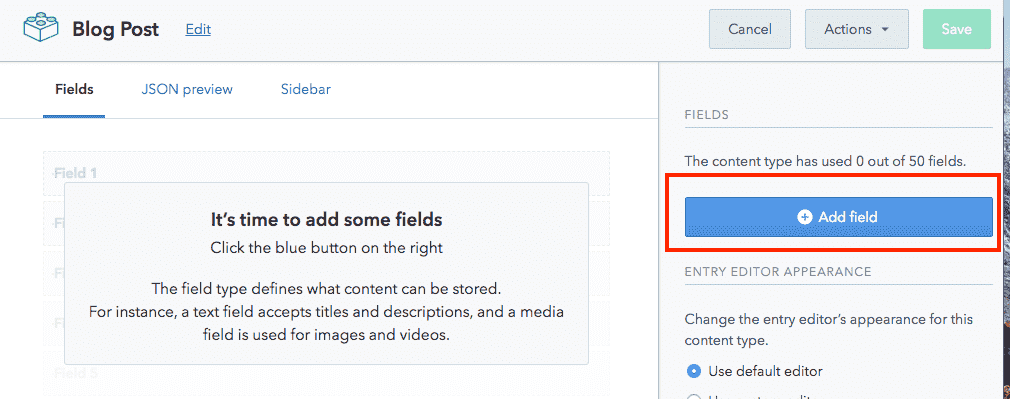 Blog Post Edit Cancel Actions Save
Fields JSON preview Sidebar
Field 1
It's time to add some fields
Click the blue button on the right
The field type defines what content can be stored.
For instance, a text field accepts titles and descriptions, and a media
field is used for images and videos.
Field 5
FIELDS
The content type has used 0 out of 50 fields.
Add field
ENTRY EDITOR APPEARANCE
Change the entry editor's appearance for this
content type.
Use default editor